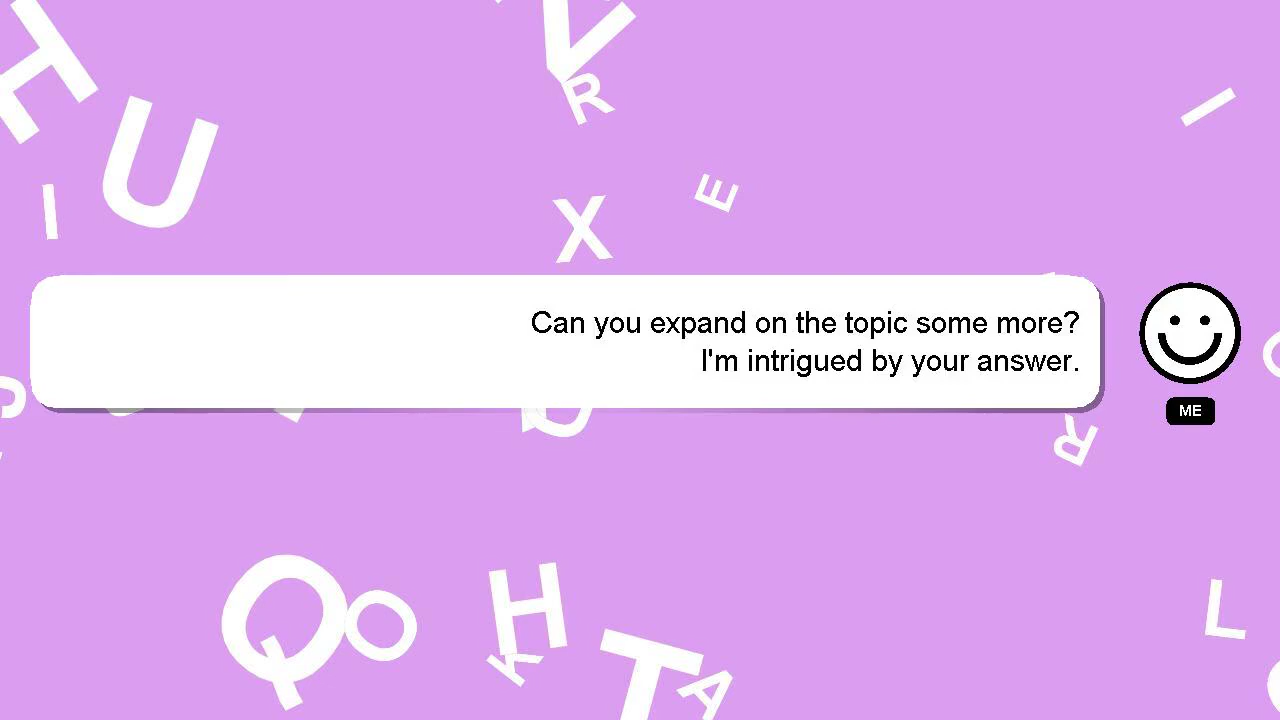 H
V
R
U
I
I
E
X
Can you expand on the topic some more?
I'm intrigued by your answer.
ME
R
Q
O
H
K
T
A
L